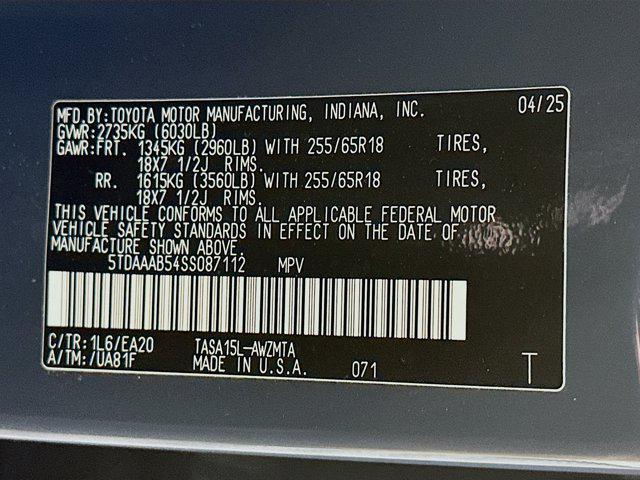 MFD.BY:TOYOTA MOTOR MANUFACTURING, INDIANA, INC. 04/25
GVWR:2735KG (6030LB)
GAWR:FRT. 1345KG (2960LB) WITH 255/65R18 TIRES,
18X7 1/2J RIMS.
RR. 1615KG (3560LB) WITH 255/65R18 TIRES,
18X7 1/2J RIMS.
THIS VEHICLE CONFORMS TO ALL APPLICABLE FEDERAL MOTOR
VEHICLE SAFETY STANDARDS IN EFFECT ON THE DATE OF
MANUFACTURE SHOWN ABOVE.
5TDAAAB54SS087112 MPV
C/TR:1L6/EA20 TASA15L-AWZMTA
A/TM:/UA81F MADE IN U.S.A. 071 T